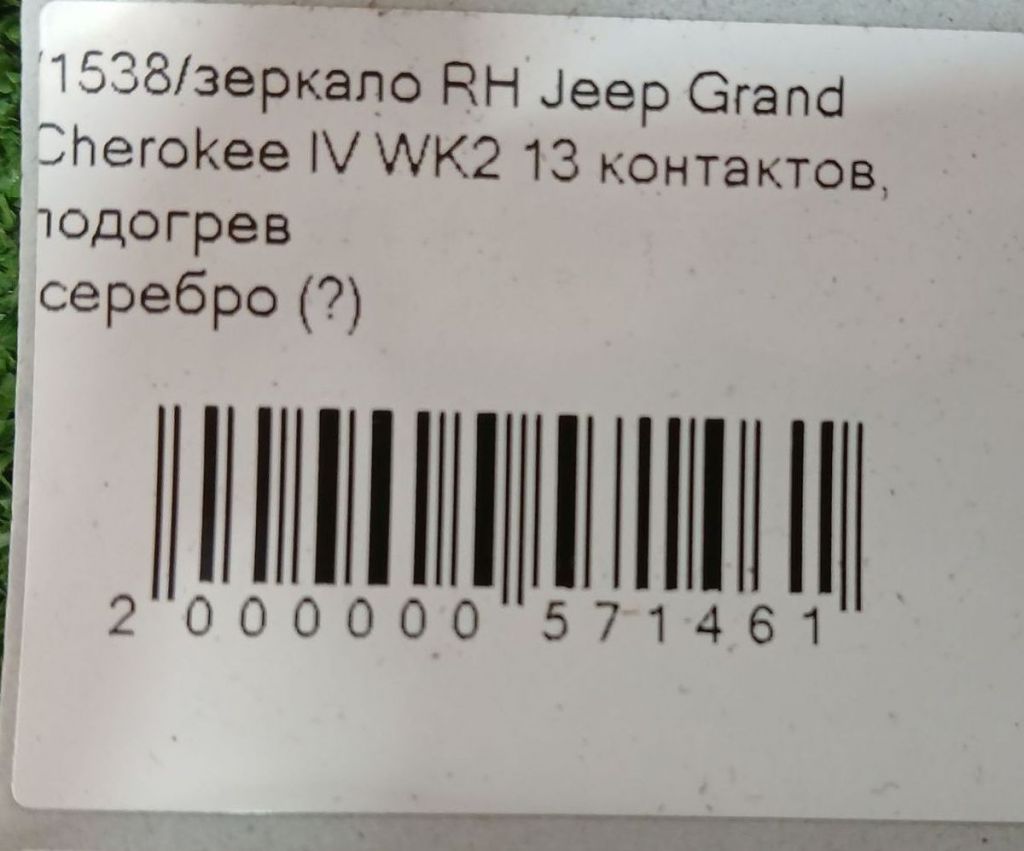 /1538/зеркало RH Jeep Grand
Cherokee IV WK2 13 контактов,
подогрев
серебро (?)
2 000000 571461